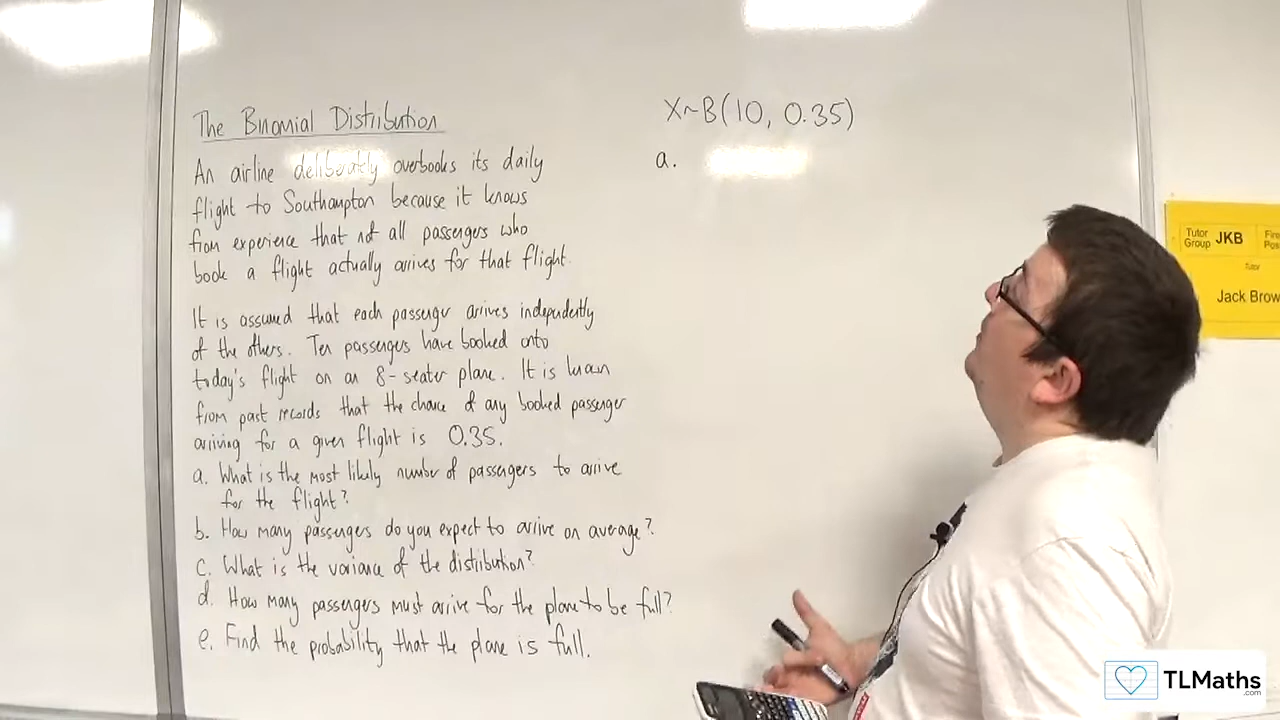 The Binomial Distribution
An airline deliberately overbooks its daily
flight to Southampton because it knows
from experience that not all passengers who
book a flight actually arrives for that flight.
It is assumed that each passenger arrives independently
of the others. Ten passengers have booked onto
today's flight on an 8-seater plane. It is known
from past records that the chance of any booked passenger
arriving for a given flight is 0.35.
a. What is the most likely number of passengers to arrive
for the flight?
b. How many passengers do you expect to arrive on average?
c. What is the variance of the distribution?
d. How many passengers must arrive for the plane to be full?
e. Find the probability that the plane is full.
X~B(10, 0.35)
a.
Tutor
Group JKB
Fire
Tutor
Jack Brow
TLMaths
.com